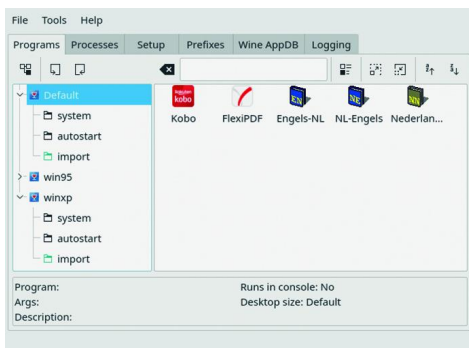 File Tools Help
Programs Processes Setup Prefixes Wine AppDB Logging
Default
system
autostart
import
win95
winxp
system
autostart
import
kobo
Kobo FlexiPDF Engels-NL NL-Engels Nederlan...
EN NE NN
Program: Runs in console: No
Args: Desktop size: Default
Description: